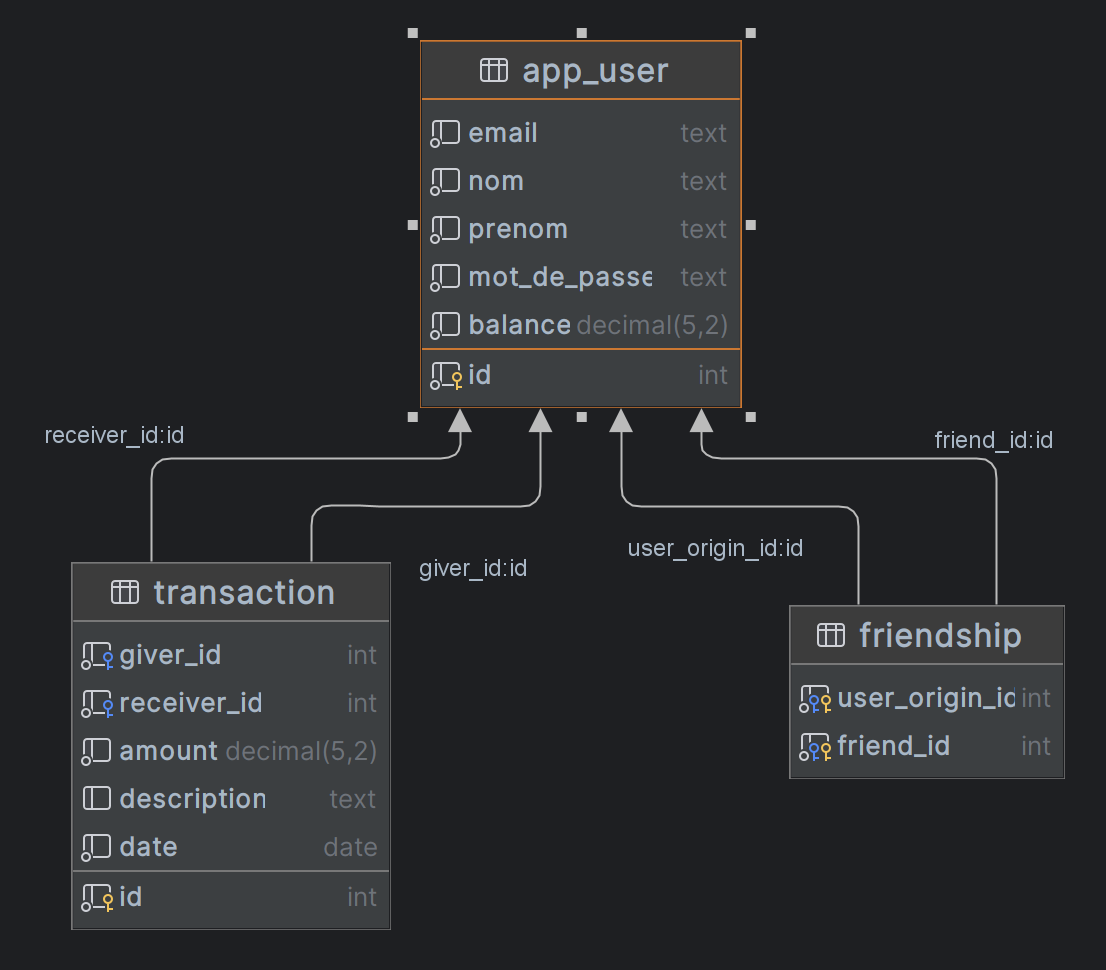 app_user
email text
nom text
prenom text
mot_de_passe text
balance decimal(5,2)
id int
receiver_id:id
friend_id:id
giver_id:id
user_origin_id:id
transaction
giver_id int
receiver_id int
amount decimal(5,2)
description text
date date
id int
friendship
user_origin_id int
friend_id int